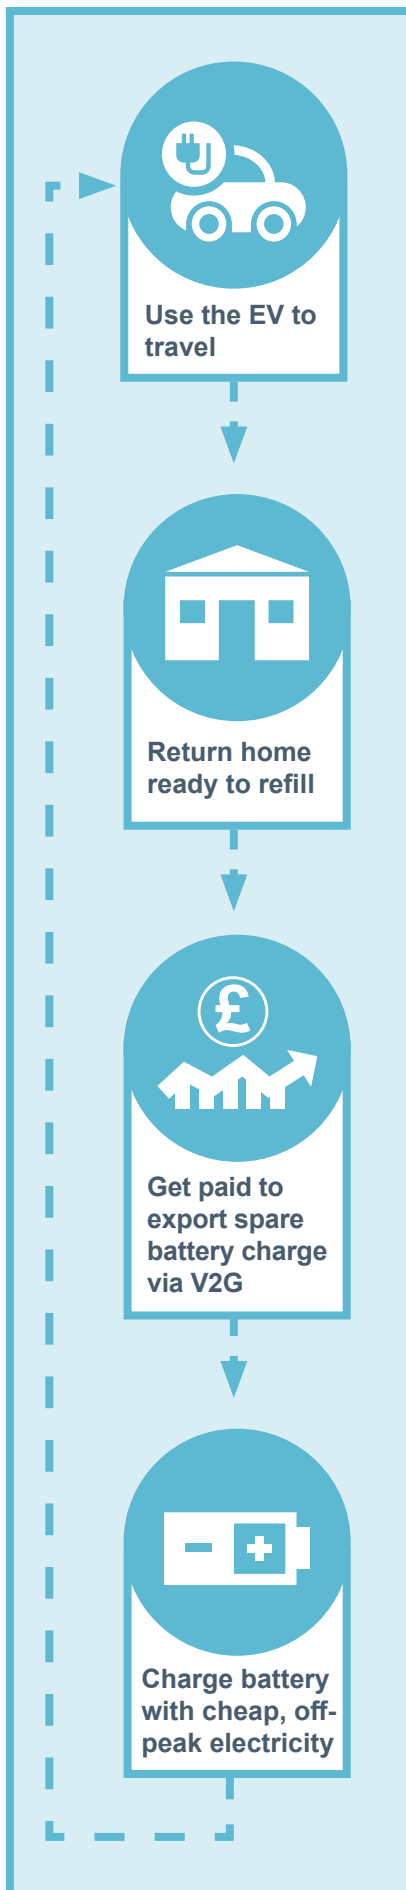 Use the EV to
travel
Return home
ready to refill
£
Get paid to
export spare
battery charge
via V2G
Charge battery
with cheap, off-
peak electricity